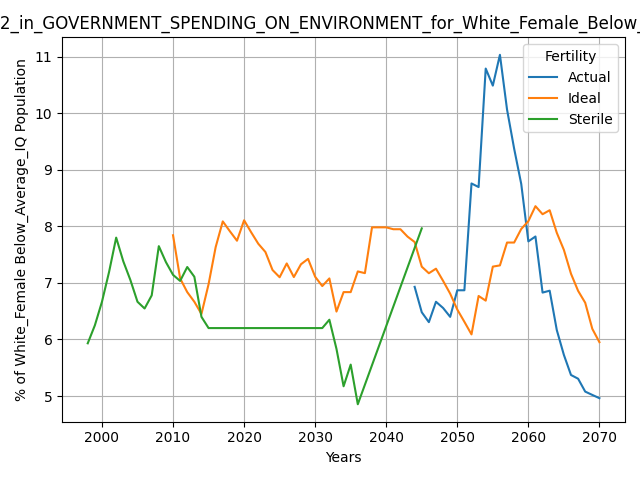 2_in_GOVERNMENT_SPENDING_ON_ENVIRONMENT_for_White_Female_Below_
% of White_Female Below_Average_IQ Population
11
10
9
8
7
6
5
Fertility
Actual
Ideal
Sterile
2000 2010 2020 2030 2040 2050 2060 2070
Years